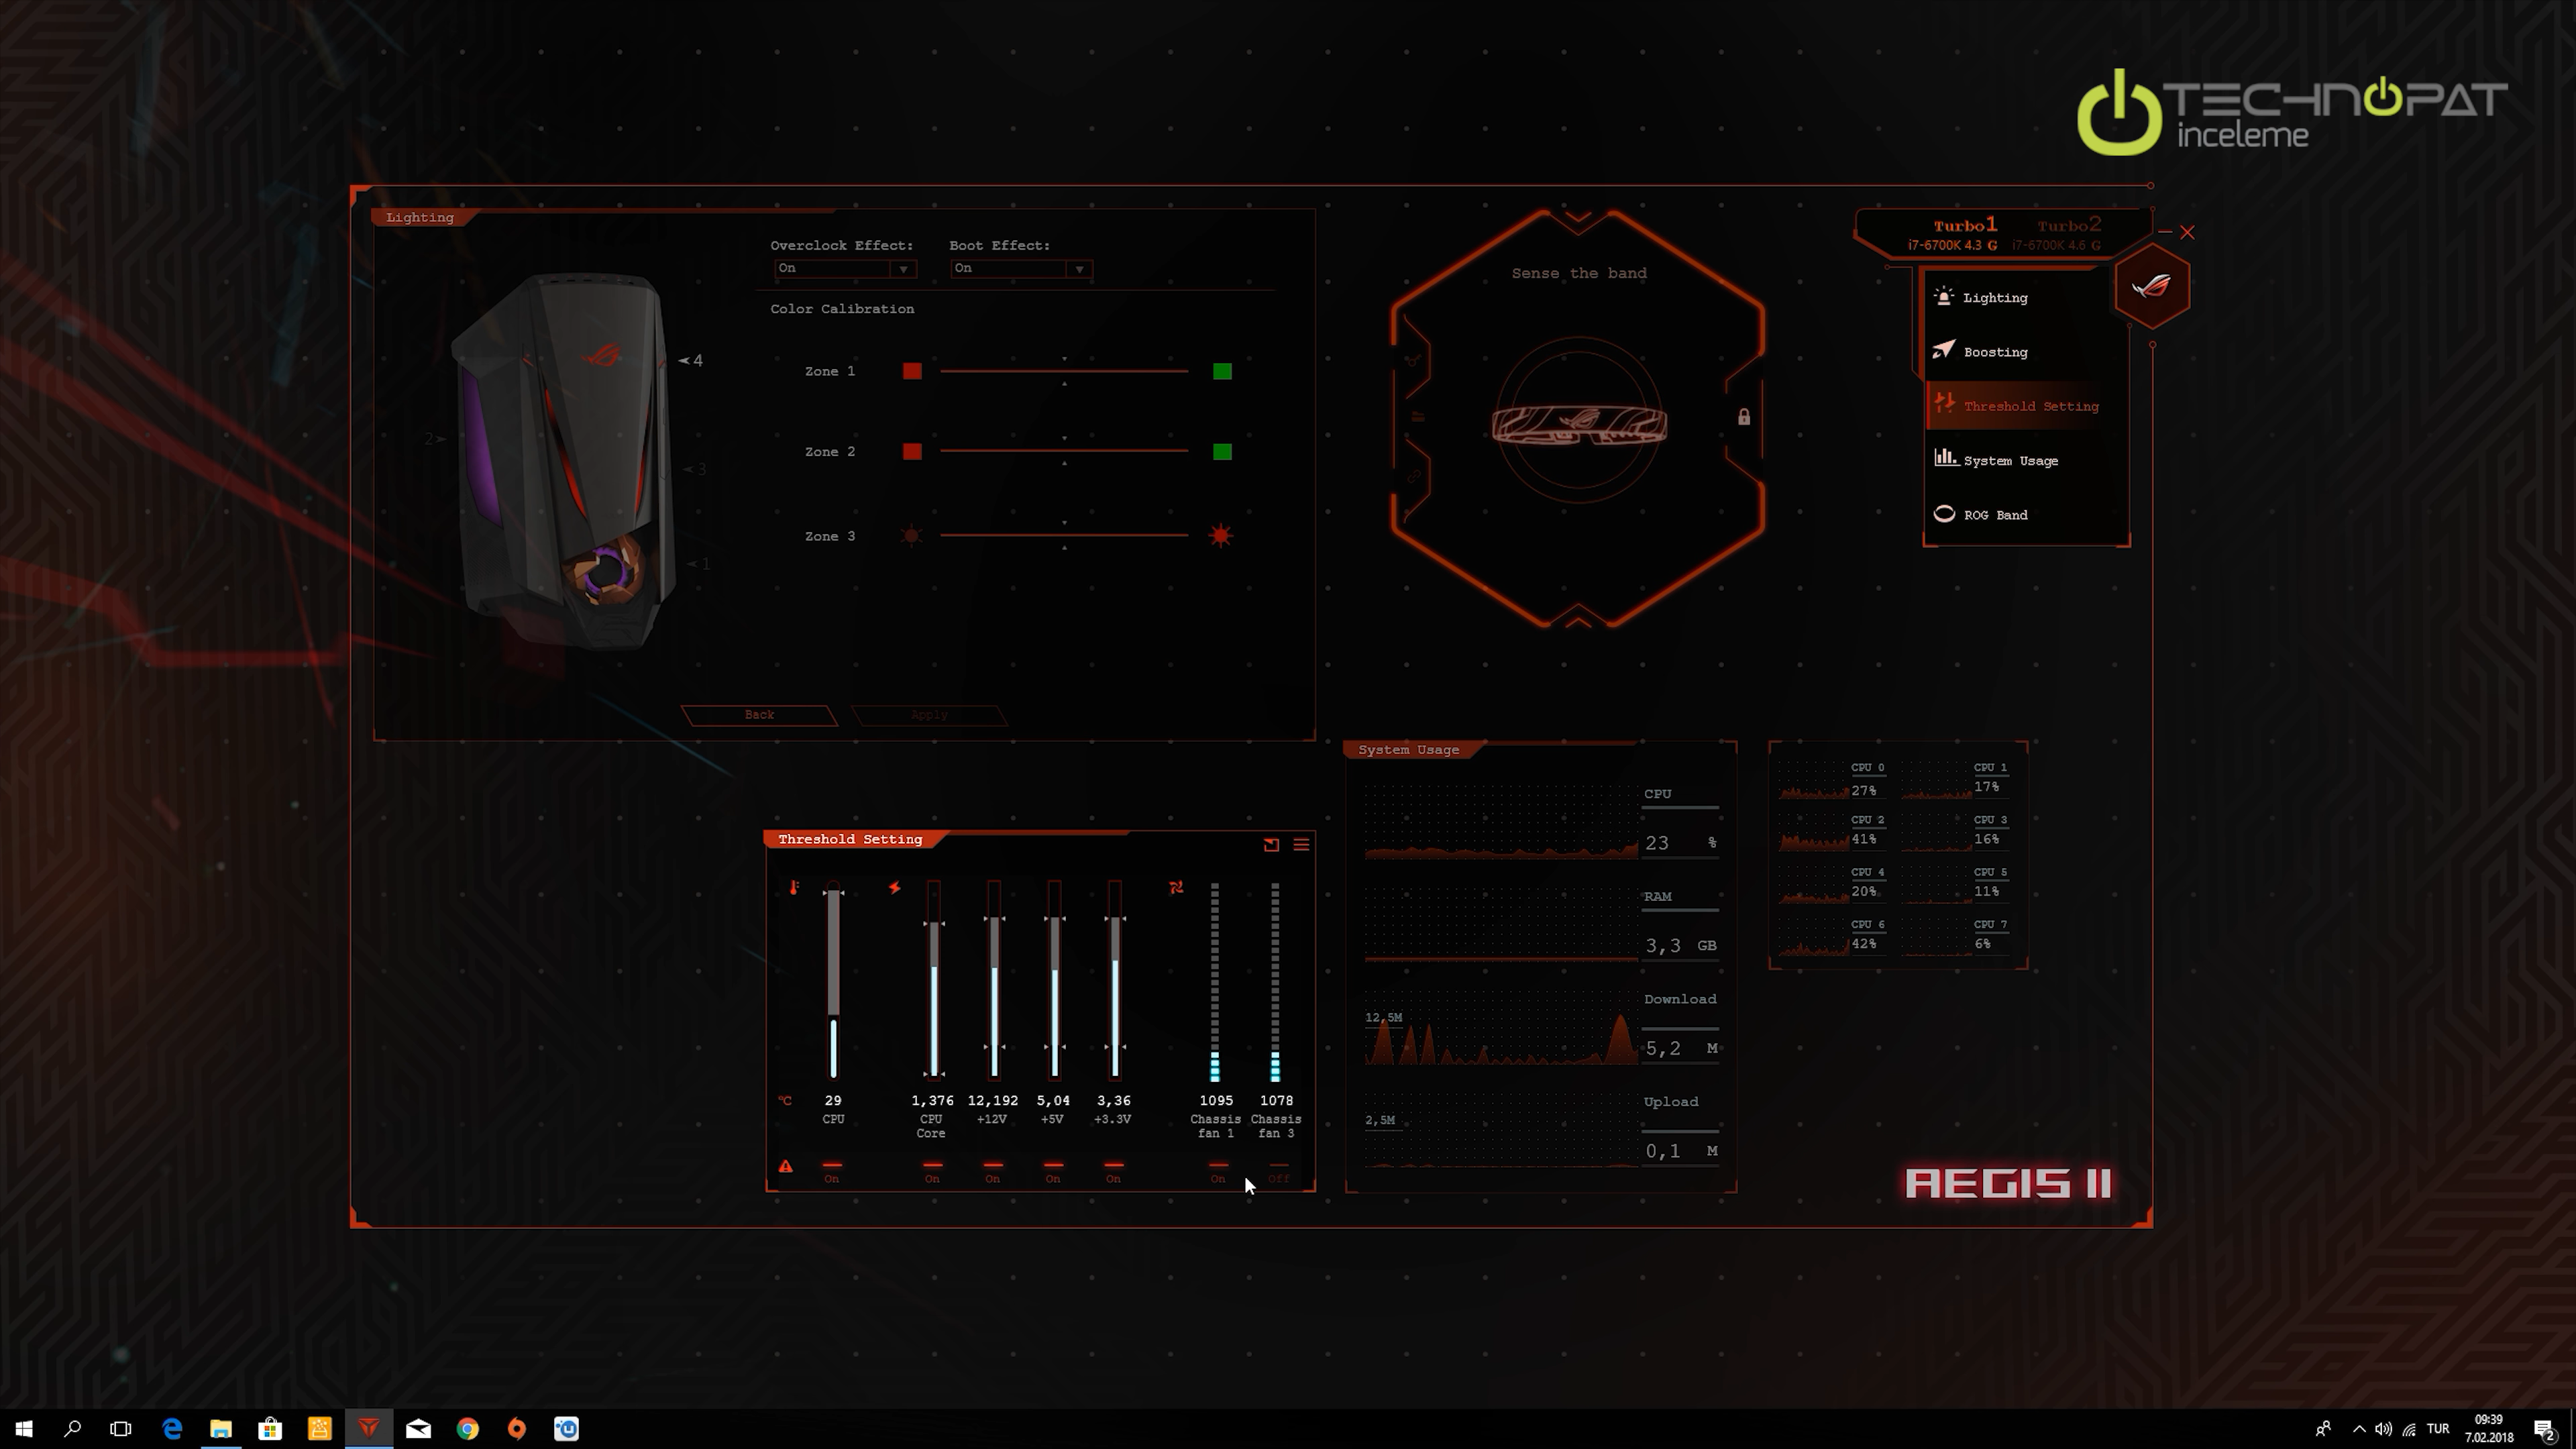 TECHNOPAT
inceleme
Lighting
Overclock Effect:
Boot Effect:
On
On
Color Calibration
Zone 1
Zone 2
Zone 3
4
2
3
1
Back
Apply
Sense the band
Turbo1
Turbo2
i7-6700K 4.3 G
i7-6700K 4.6 G
Lighting
Boosting
Threshold Setting
System Usage
ROG Band
Threshold Setting
°C
29
1,376
12,192
5,04
3,36
1095
1078
CPU
CPU Core
+12V
+5V
+3.3V
Chassis fan 1
Chassis fan 3
On
On
On
On
On
On
Off
System Usage
CPU
23 %
RAM
3,3 GB
Download
12,5M
5,2 M
Upload
2,5M
0,1 M
CPU 0
27%
CPU 1
17%
CPU 2
41%
CPU 3
16%
CPU 4
20%
CPU 5
11%
CPU 6
42%
CPU 7
6%
AEGIS II
TUR
09:39
7.02.2018
2